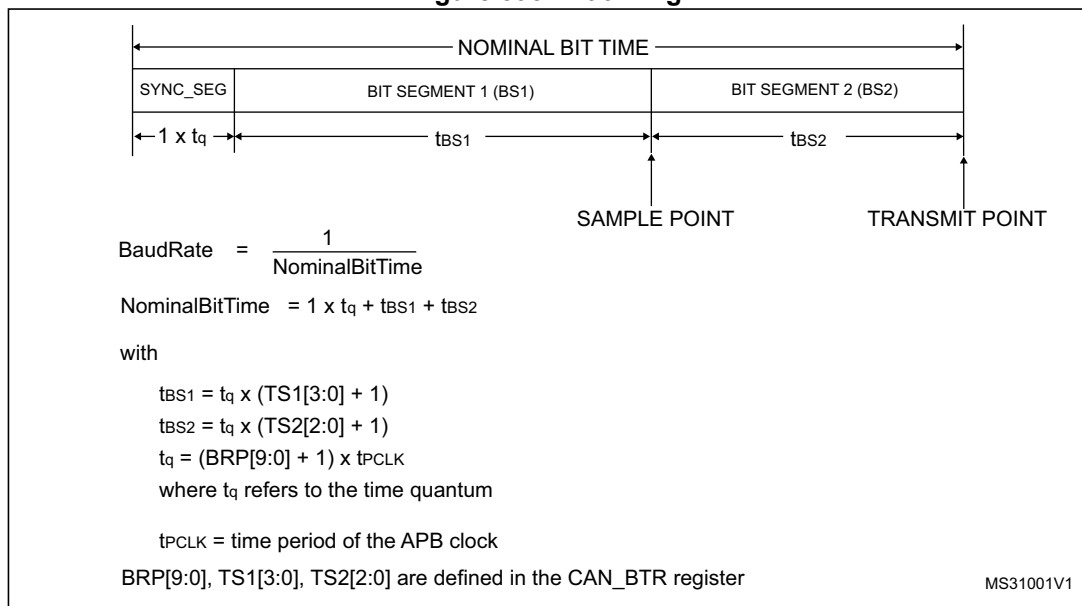 NOMINAL BIT TIME
SYNC_SEG BIT SEGMENT 1 (BS1) BIT SEGMENT 2 (BS2)
1 x tq tBS1 tBS2
SAMPLE POINT TRANSMIT POINT
BaudRate = 1
NominalBitTime
NominalBitTime = 1 x tq + tBS1 + tBS2
with
tBS1 = tq x (TS1[3:0] + 1)
tBS2 = tq x (TS2[2:0] + 1)
tq = (BRP[9:0] + 1) x tPCLK
where tq refers to the time quantum
tPCLK = time period of the APB clock
BRP[9:0], TS1[3:0], TS2[2:0] are defined in the CAN_BTR register
MS31001V1